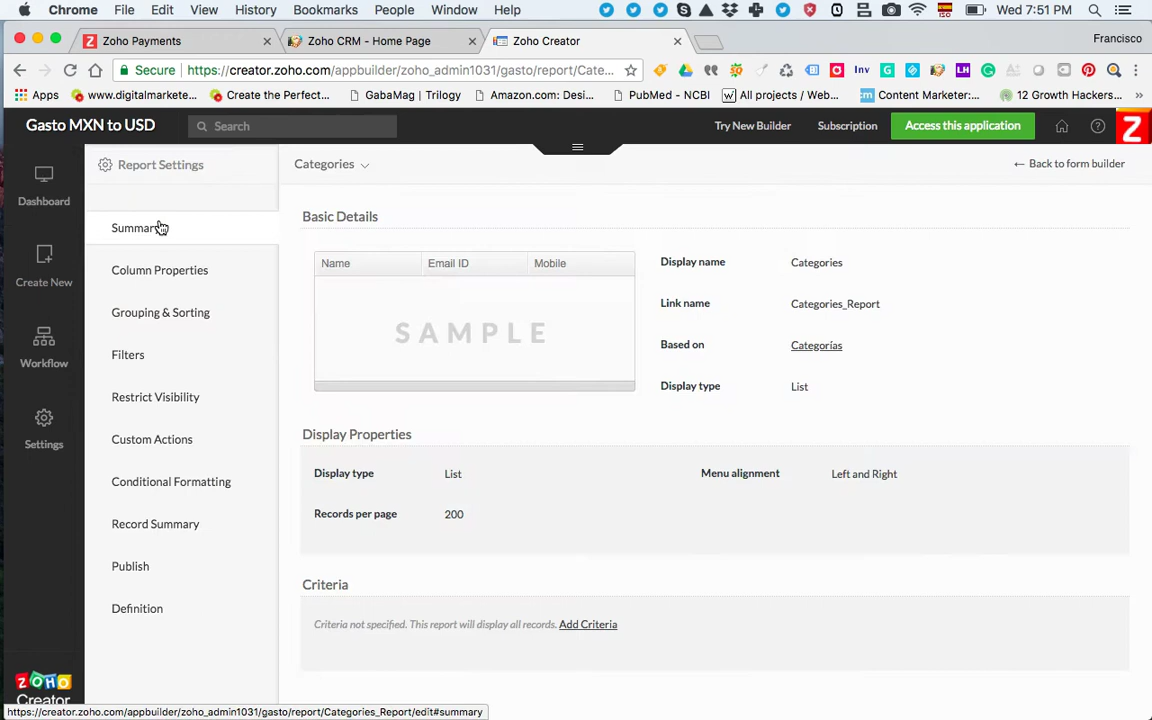 Chrome File Edit View History Bookmarks People Window Help Wed 7:51 PM
Zoho Payments Zoho CRM - Home Page Zoho Creator Francisco
Secure https://creator.zoho.com/appbuilder/zoho_admin1031/gasto/report/Cate...
Apps www.digitalmarkete... Create the Perfect... GabaMag | Trilogy Amazon.com: Desi... PubMed - NCBI All projects / Web... Content Marketer:... 12 Growth Hackers...
Gasto MXN to USD Search Try New Builder Subscription Access this application
Report Settings Categories ← Back to form builder
Dashboard
Create New
Workflow
Settings
Summary
Column Properties
Grouping & Sorting
Filters
Restrict Visibility
Custom Actions
Conditional Formatting
Record Summary
Publish
Definition
Basic Details
Name Email ID Mobile
SAMPLE
Display name Categories
Link name Categories_Report
Based on Categorías
Display type List
Display Properties
Display type List Menu alignment Left and Right
Records per page 200
Criteria
Criteria not specified. This report will display all records. Add Criteria
ZOHO
Creator
https://creator.zoho.com/appbuilder/zoho_admin1031/gasto/report/Categories_Report/edit#summary